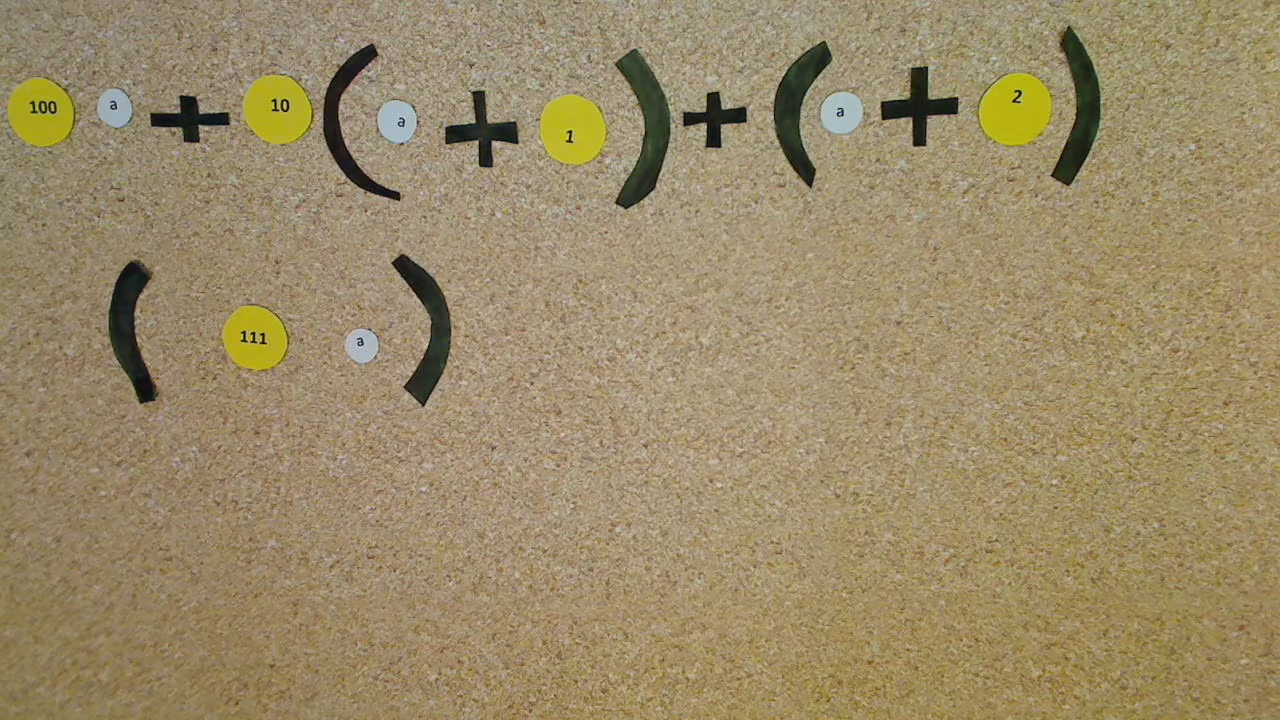 100 a + 10 ( a + 1 ) + ( a + 2 )
( 111 a )